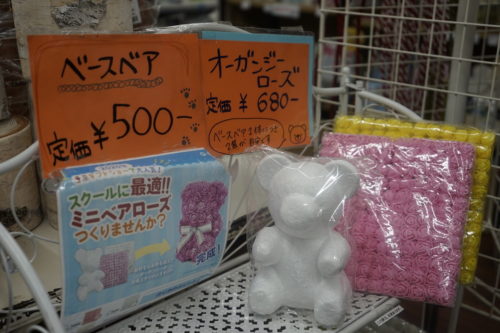 ベースベア
定価￥500-
オーガンジー
ローズ
定価￥680-
ベースベア1体につき
2袋が目安です
スクールに最適!!
ミニベアローズ
つくりませんか?
完成!